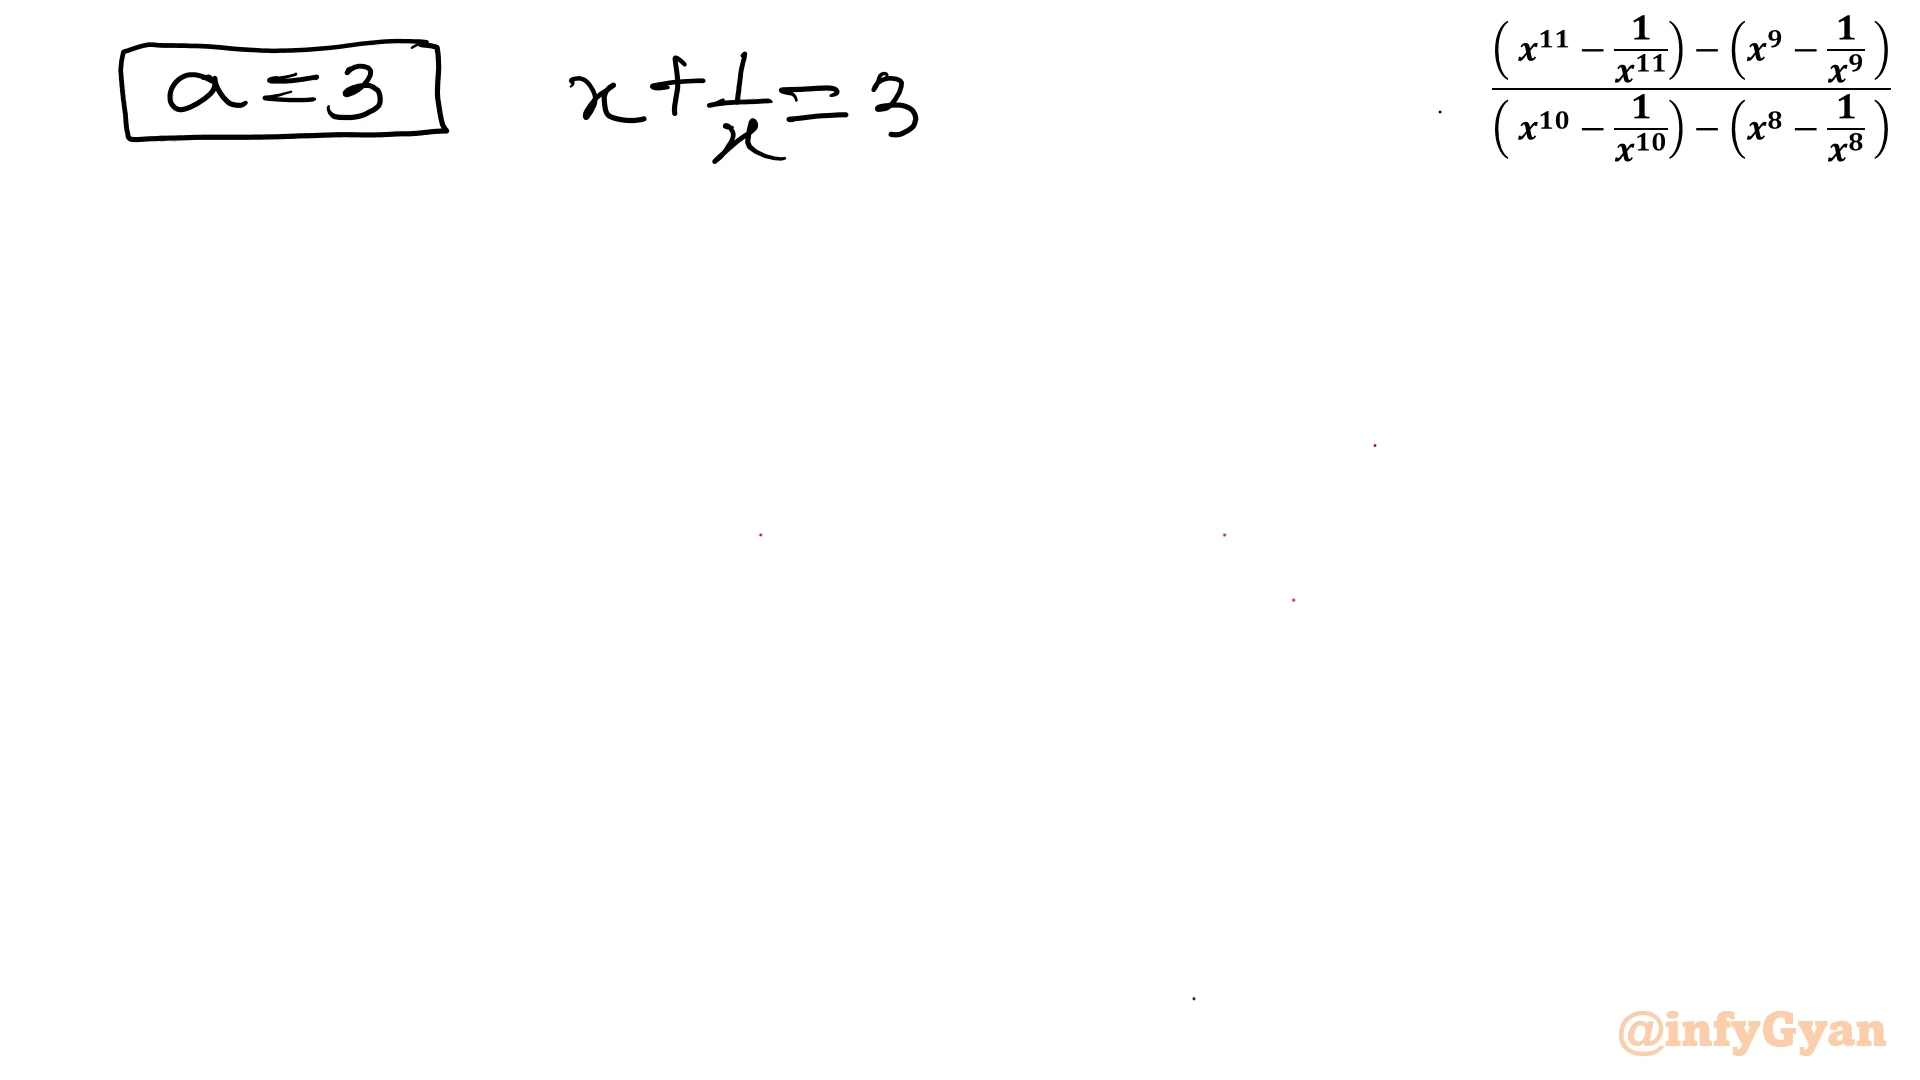 a = 3
x + 1/x = 3
(x¹¹ − 1/x¹¹) − (x⁹ − 1/x⁹)
(x¹⁰ − 1/x¹⁰) − (x⁸ − 1/x⁸)
@infyGyan